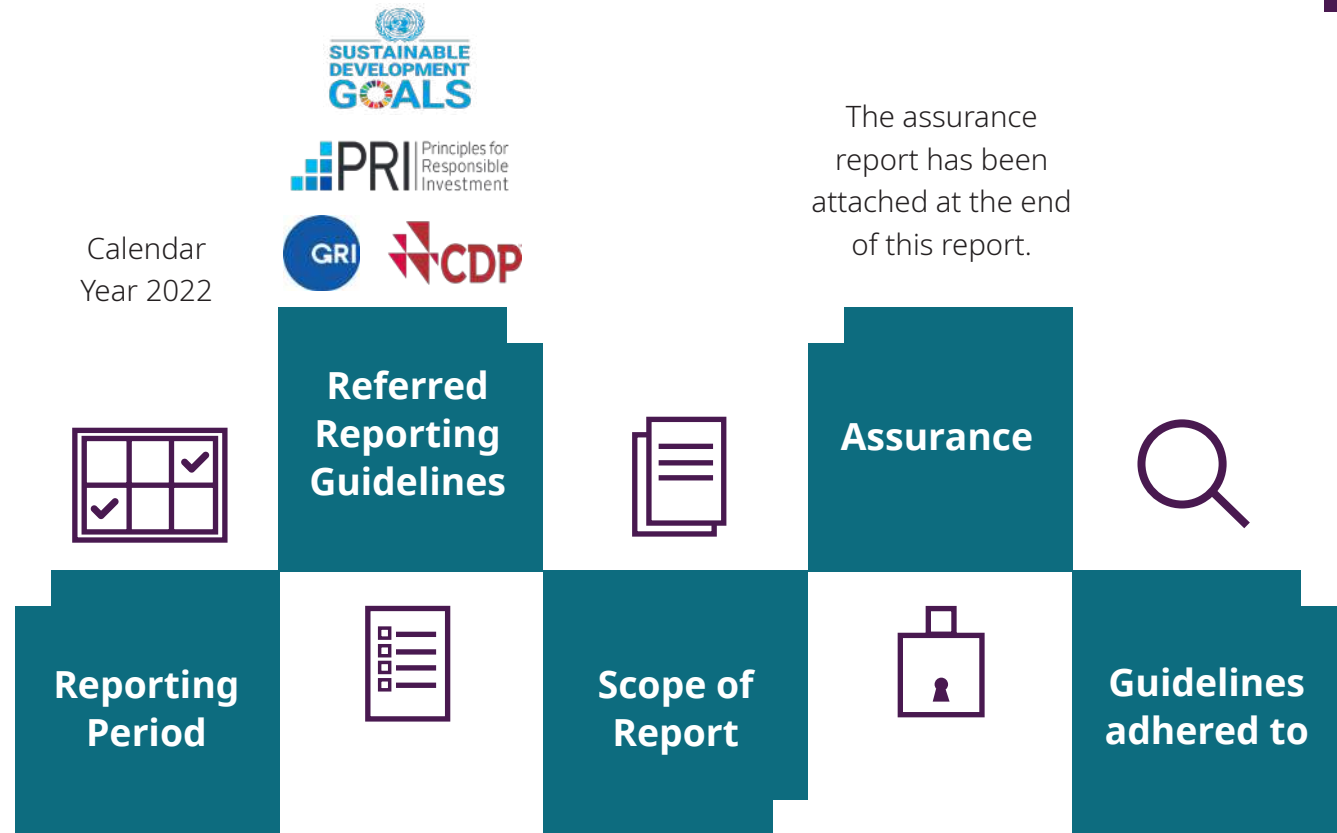 SUSTAINABLE
DEVELOPMENT
GOALS
PRI
Principles for
Responsible
Investment
GRI
CDP
Calendar
Year 2022
The assurance
report has been
attached at the end
of this report.
Referred
Reporting
Guidelines
Assurance
Reporting
Period
Scope of
Report
Guidelines
adhered to